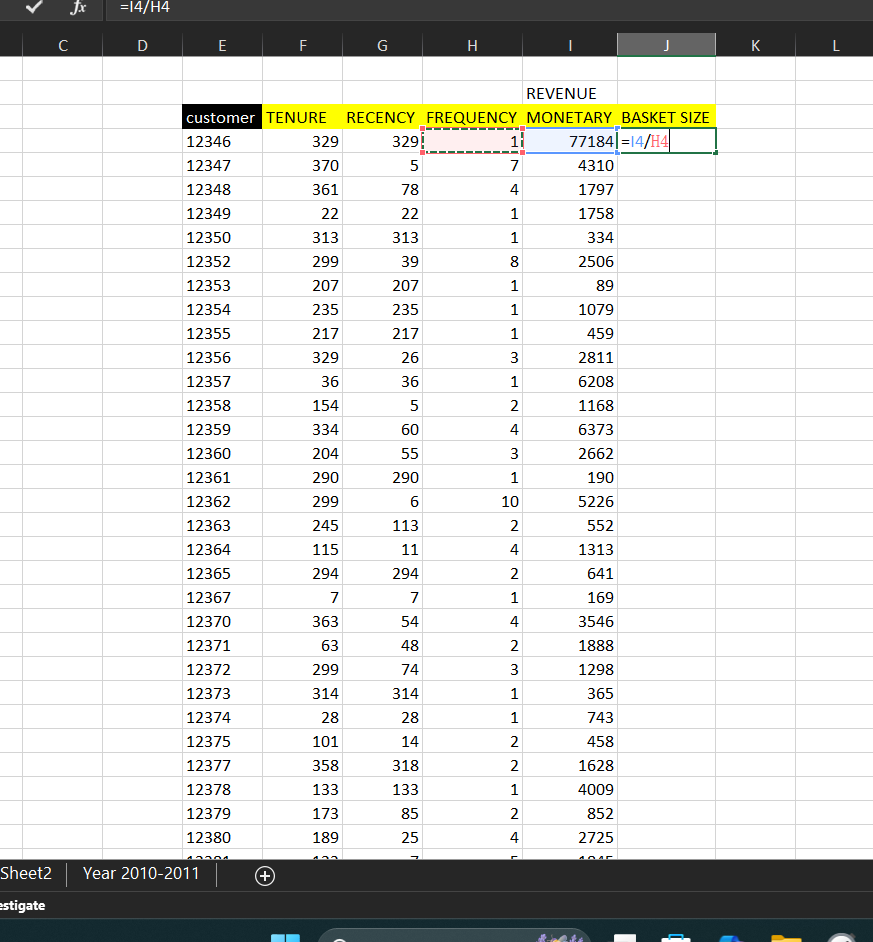 fx =I4/H4
C D E F G H I J K L
REVENUE
customer TENURE RECENCY FREQUENCY MONETARY BASKET SIZE
12346 329 329 1 77184 =I4/H4
12347 370 5 7 4310
12348 361 78 4 1797
12349 22 22 1 1758
12350 313 313 1 334
12352 299 39 8 2506
12353 207 207 1 89
12354 235 235 1 1079
12355 217 217 1 459
12356 329 26 3 2811
12357 36 36 1 6208
12358 154 5 2 1168
12359 334 60 4 6373
12360 204 55 3 2662
12361 290 290 1 190
12362 299 6 10 5226
12363 245 113 2 552
12364 115 11 4 1313
12365 294 294 2 641
12367 7 7 1 169
12370 363 54 4 3546
12371 63 48 2 1888
12372 299 74 3 1298
12373 314 314 1 365
12374 28 28 1 743
12375 101 14 2 458
12377 358 318 2 1628
12378 133 133 1 4009
12379 173 85 2 852
12380 189 25 4 2725
Sheet2 Year 2010-2011
estigate